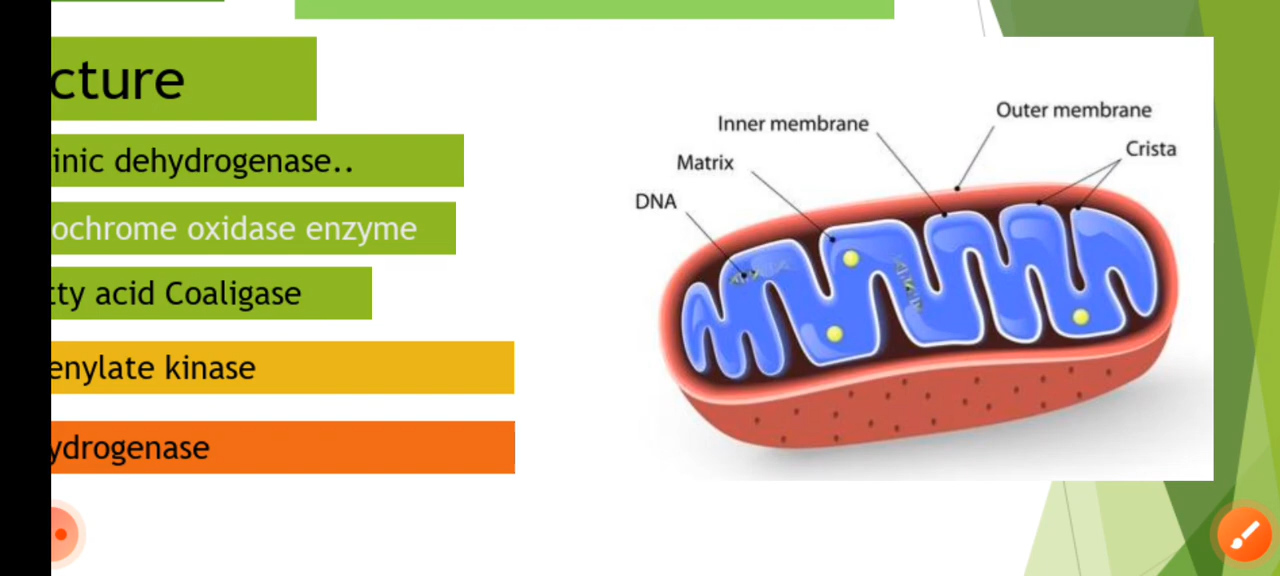 cture
inic dehydrogenase..
ochrome oxidase enzyme
tty acid Coaligase
enylate kinase
ydrogenase
Outer membrane
Inner membrane
Crista
Matrix
DNA